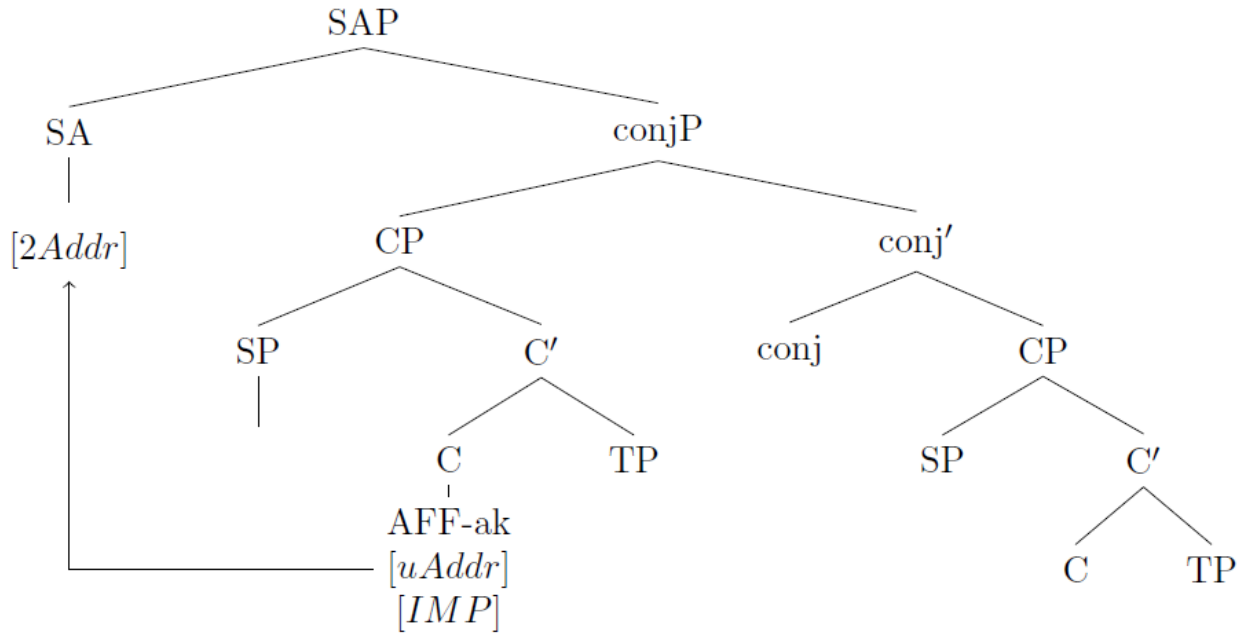 SAP
SA conjP
[2Addr] CP conj′
SP C′ conj CP
C TP SP C′
AFF-ak
[uAddr] C TP
[IMP]